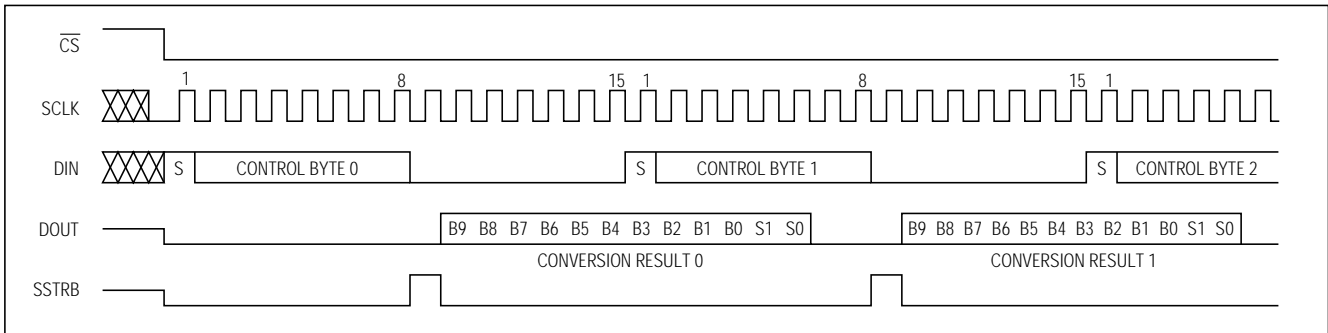 CS
1 8 15 1 8 15 1
SCLK
DIN S CONTROL BYTE 0 S CONTROL BYTE 1 S CONTROL BYTE 2
DOUT B9 B8 B7 B6 B5 B4 B3 B2 B1 B0 S1 S0 B9 B8 B7 B6 B5 B4 B3 B2 B1 B0 S1 S0
CONVERSION RESULT 0 CONVERSION RESULT 1
SSTRB